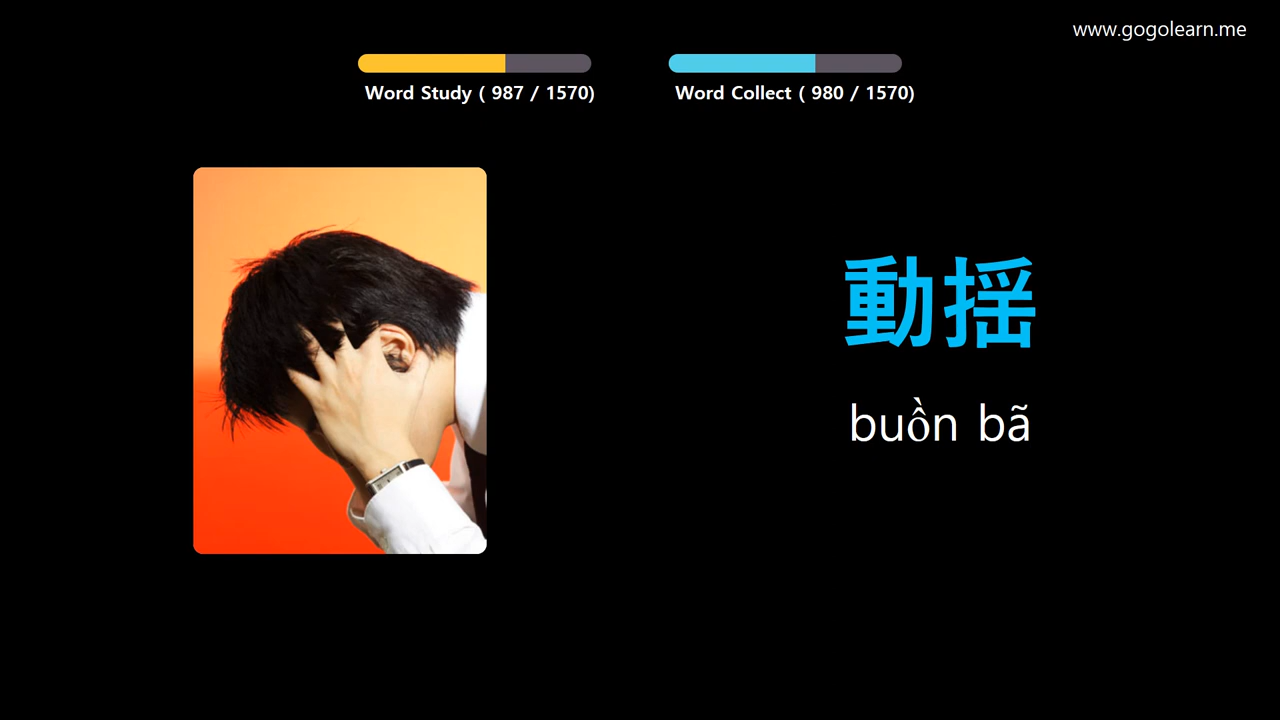 www.gogolearn.me
Word Study ( 987 / 1570)
Word Collect ( 980 / 1570)
動揺
buồn bã